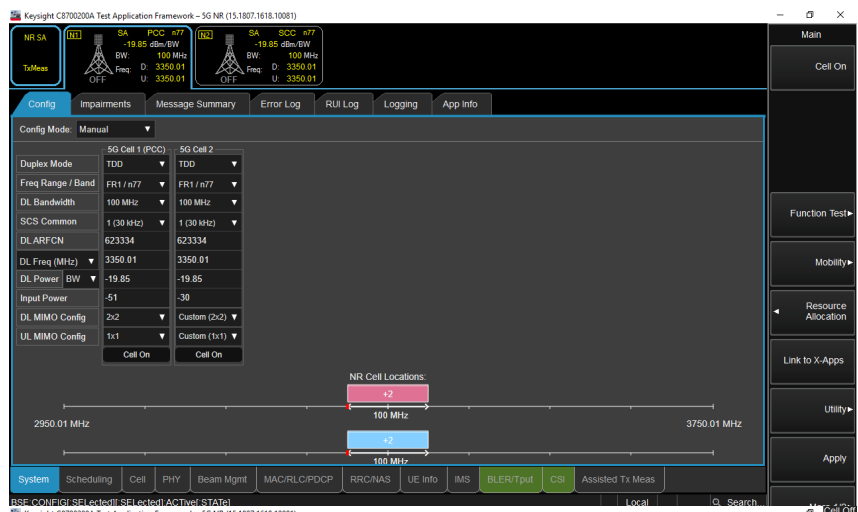 Keysight C8700200A Test Application Framework – 5G NR (15.1807.1618.10081)
NR SA
TxMeas
N1 SA PCC n77
-19.85 dBm/BW
BW: 100 MHz
Freq: D: 3350.01
OFF U: 3350.01
N2 SA SCC n77
-19.85 dBm/BW
BW: 100 MHz
Freq: D: 3350.01
OFF U: 3350.01
Main
Cell On
Config Impairments Message Summary Error Log RUI Log Logging App Info
Config Mode: Manual
5G Cell 1 (PCC) 5G Cell 2
Duplex Mode TDD TDD
Freq Range / Band FR1 / n77 FR1 / n77
DL Bandwidth 100 MHz 100 MHz
SCS Common 1 (30 kHz) 1 (30 kHz)
DL ARFCN 623334 623334
DL Freq (MHz) 3350.01 3350.01
DL Power BW -19.85 -19.85
Input Power -51 -30
DL MIMO Config 2x2 Custom (2x2)
UL MIMO Config 1x1 Custom (1x1)
Cell On Cell On
Function Test
Mobility
Resource
Allocation
Link to X-Apps
Utility
Apply
NR Cell Locations:
+2
100 MHz
2950.01 MHz 3750.01 MHz
+2
100 MHz
System Scheduling Cell PHY Beam Mgmt MAC/RLC/PDCP RRC/NAS UE Info IMS BLER/Tput CSI Assisted Tx Meas
BSE:CONFIG[:SELected][:SELected]:ACTive[:STATe] Local Search...
Cell Off